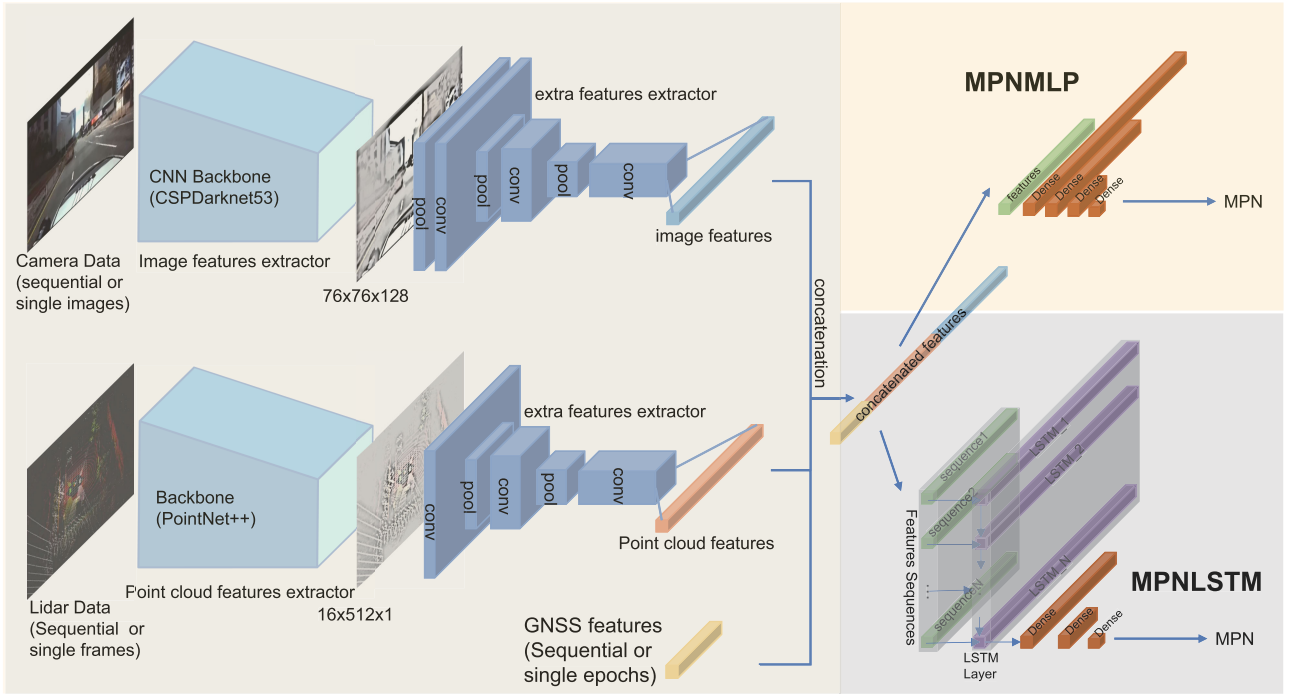 CNN Backbone
(CSPDarknet53)
Camera Data
(sequential or
single images)
Image features extractor
76x76x128
extra features extractor
pool
conv
pool
conv
pool
conv
image features
Backbone
(PointNet++)
Lidar Data
(Sequential or
single frames)
Point cloud features extractor
16x512x1
extra features extractor
conv
pool
conv
pool
conv
Point cloud features
GNSS features
(Sequential or
single epochs)
concatenation
concatenated features
MPNMLP
features
Dense
Dense
Dense
Dense
MPN
Features Sequences
sequence1
sequence2
sequenceN
LSTM_1
LSTM_2
LSTM_N
LSTM
Layer
Dense
Dense
Dense
MPNLSTM
MPN